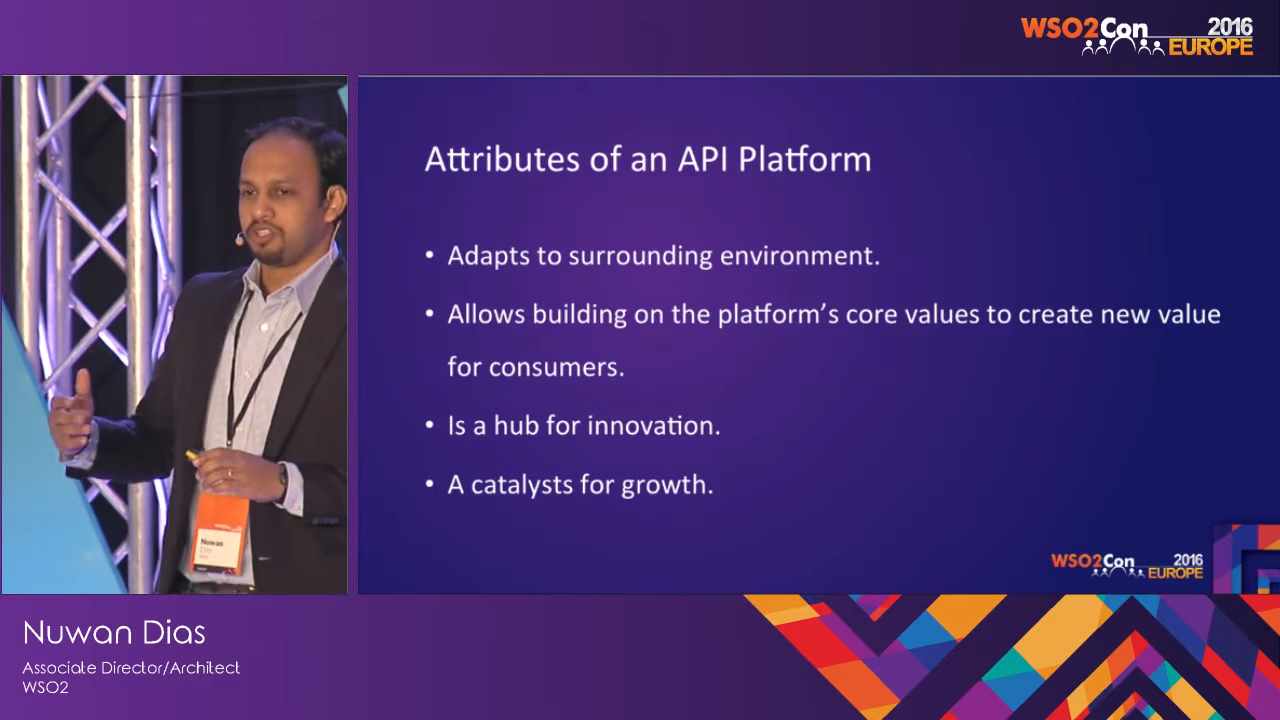 WSO2Con 2016
EUROPE
Attributes of an API Platform
• Adapts to surrounding environment.
• Allows building on the platform’s core values to create new value
for consumers.
• Is a hub for innovation.
• A catalysts for growth.
WSO2Con 2016
EUROPE
Nuwan
Nuwan Dias
Associate Director/Architect
WSO2